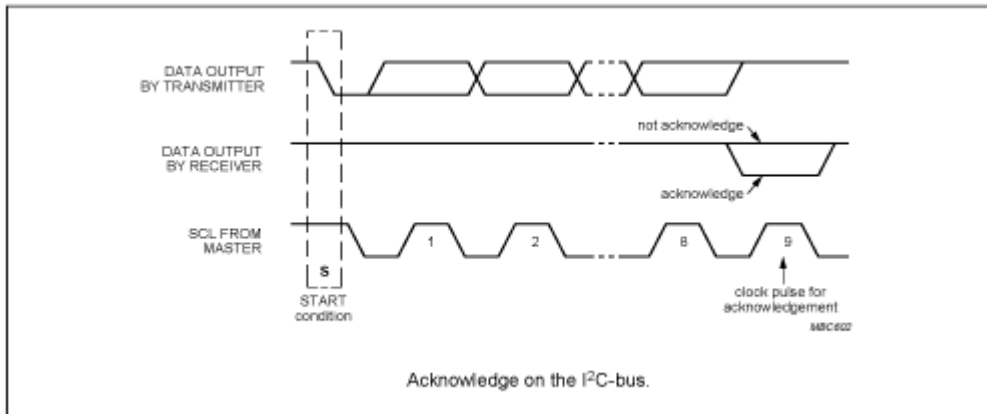 DATA OUTPUT
BY TRANSMITTER
not acknowledge
DATA OUTPUT
BY RECEIVER
acknowledge
SCL FROM
MASTER
1
2
8
9
S
START
condition
clock pulse for
acknowledgement
MBC602
Acknowledge on the I²C-bus.